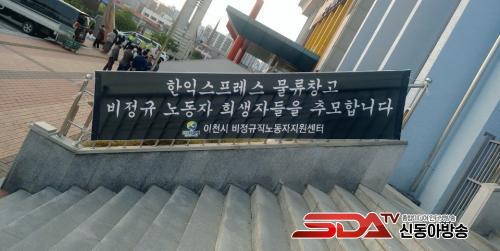 한익스프레스 물류창고
비정규 노동자 희생자들을 추모합니다
이천시 비정규직노동자지원센터
SDATV
신동아방송